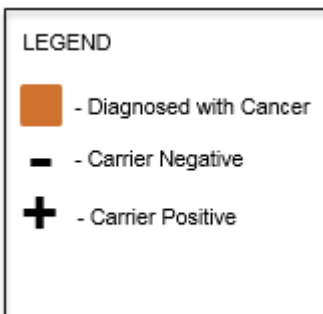 LEGEND
- Diagnosed with Cancer
- - Carrier Negative
+ - Carrier Positive